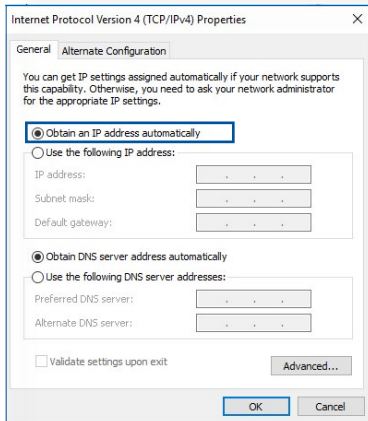 Internet Protocol Version 4 (TCP/IPv4) Properties
General
Alternate Configuration
You can get IP settings assigned automatically if your network supports
this capability. Otherwise, you need to ask your network administrator
for the appropriate IP settings.
Obtain an IP address automatically
Use the following IP address:
IP address:
Subnet mask:
Default gateway:
Obtain DNS server address automatically
Use the following DNS server addresses:
Preferred DNS server:
Alternate DNS server:
Validate settings upon exit
Advanced...
OK
Cancel